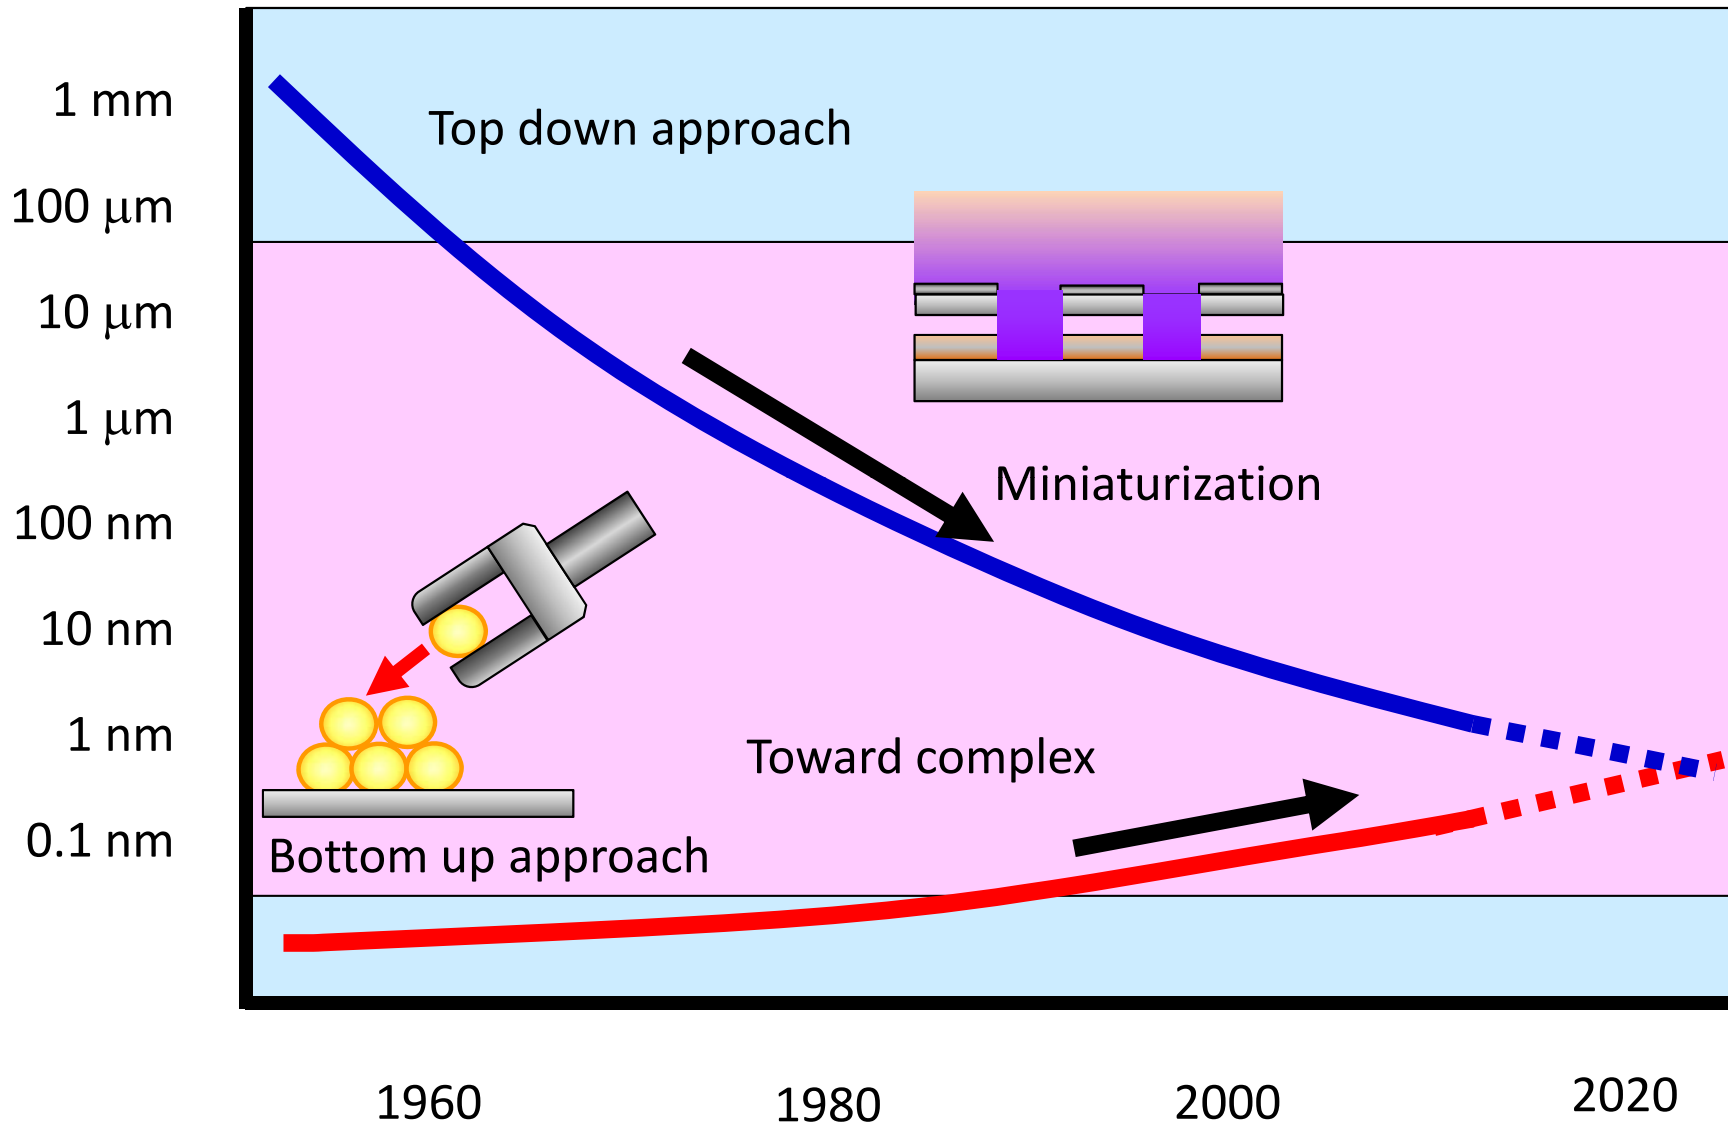 1 mm
Top down approach
100 μm
10 μm
1 μm
Miniaturization
100 nm
10 nm
1 nm
Toward complex
0.1 nm
Bottom up approach
1960
1980
2000
2020